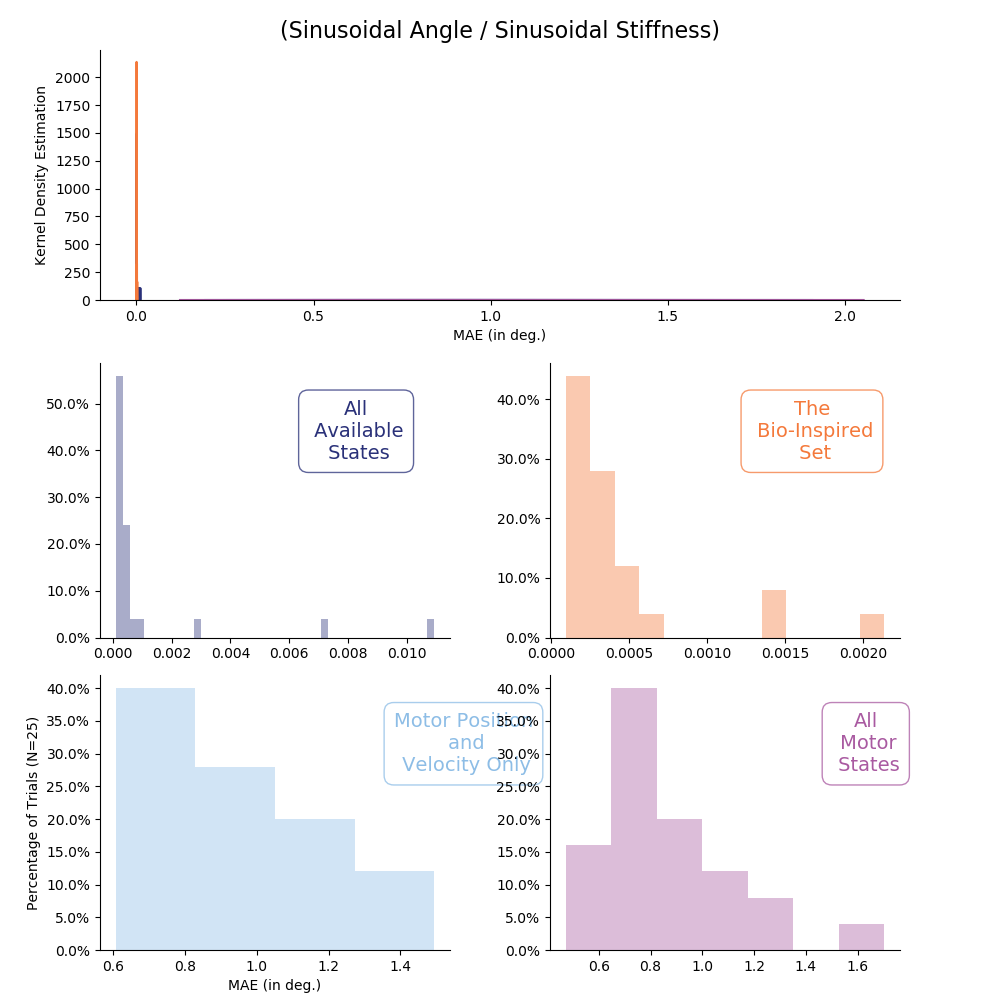 (Sinusoidal Angle / Sinusoidal Stiffness)
Kernel Density Estimation
2000
1750
1500
1250
1000
750
500
250
0
0.0 0.5 1.0 1.5 2.0
MAE (in deg.)
All
Available
States
50.0%
40.0%
30.0%
20.0%
10.0%
0.0%
0.000 0.002 0.004 0.006 0.008 0.010
The
Bio-Inspired
Set
40.0%
30.0%
20.0%
10.0%
0.0%
0.0000 0.0005 0.0010 0.0015 0.0020
Motor Position
and
Velocity Only
Percentage of Trials (N=25)
40.0%
35.0%
30.0%
25.0%
20.0%
15.0%
10.0%
5.0%
0.0%
0.6 0.8 1.0 1.2 1.4
MAE (in deg.)
All
Motor
States
40.0%
35.0%
30.0%
25.0%
20.0%
15.0%
10.0%
5.0%
0.0%
0.6 0.8 1.0 1.2 1.4 1.6